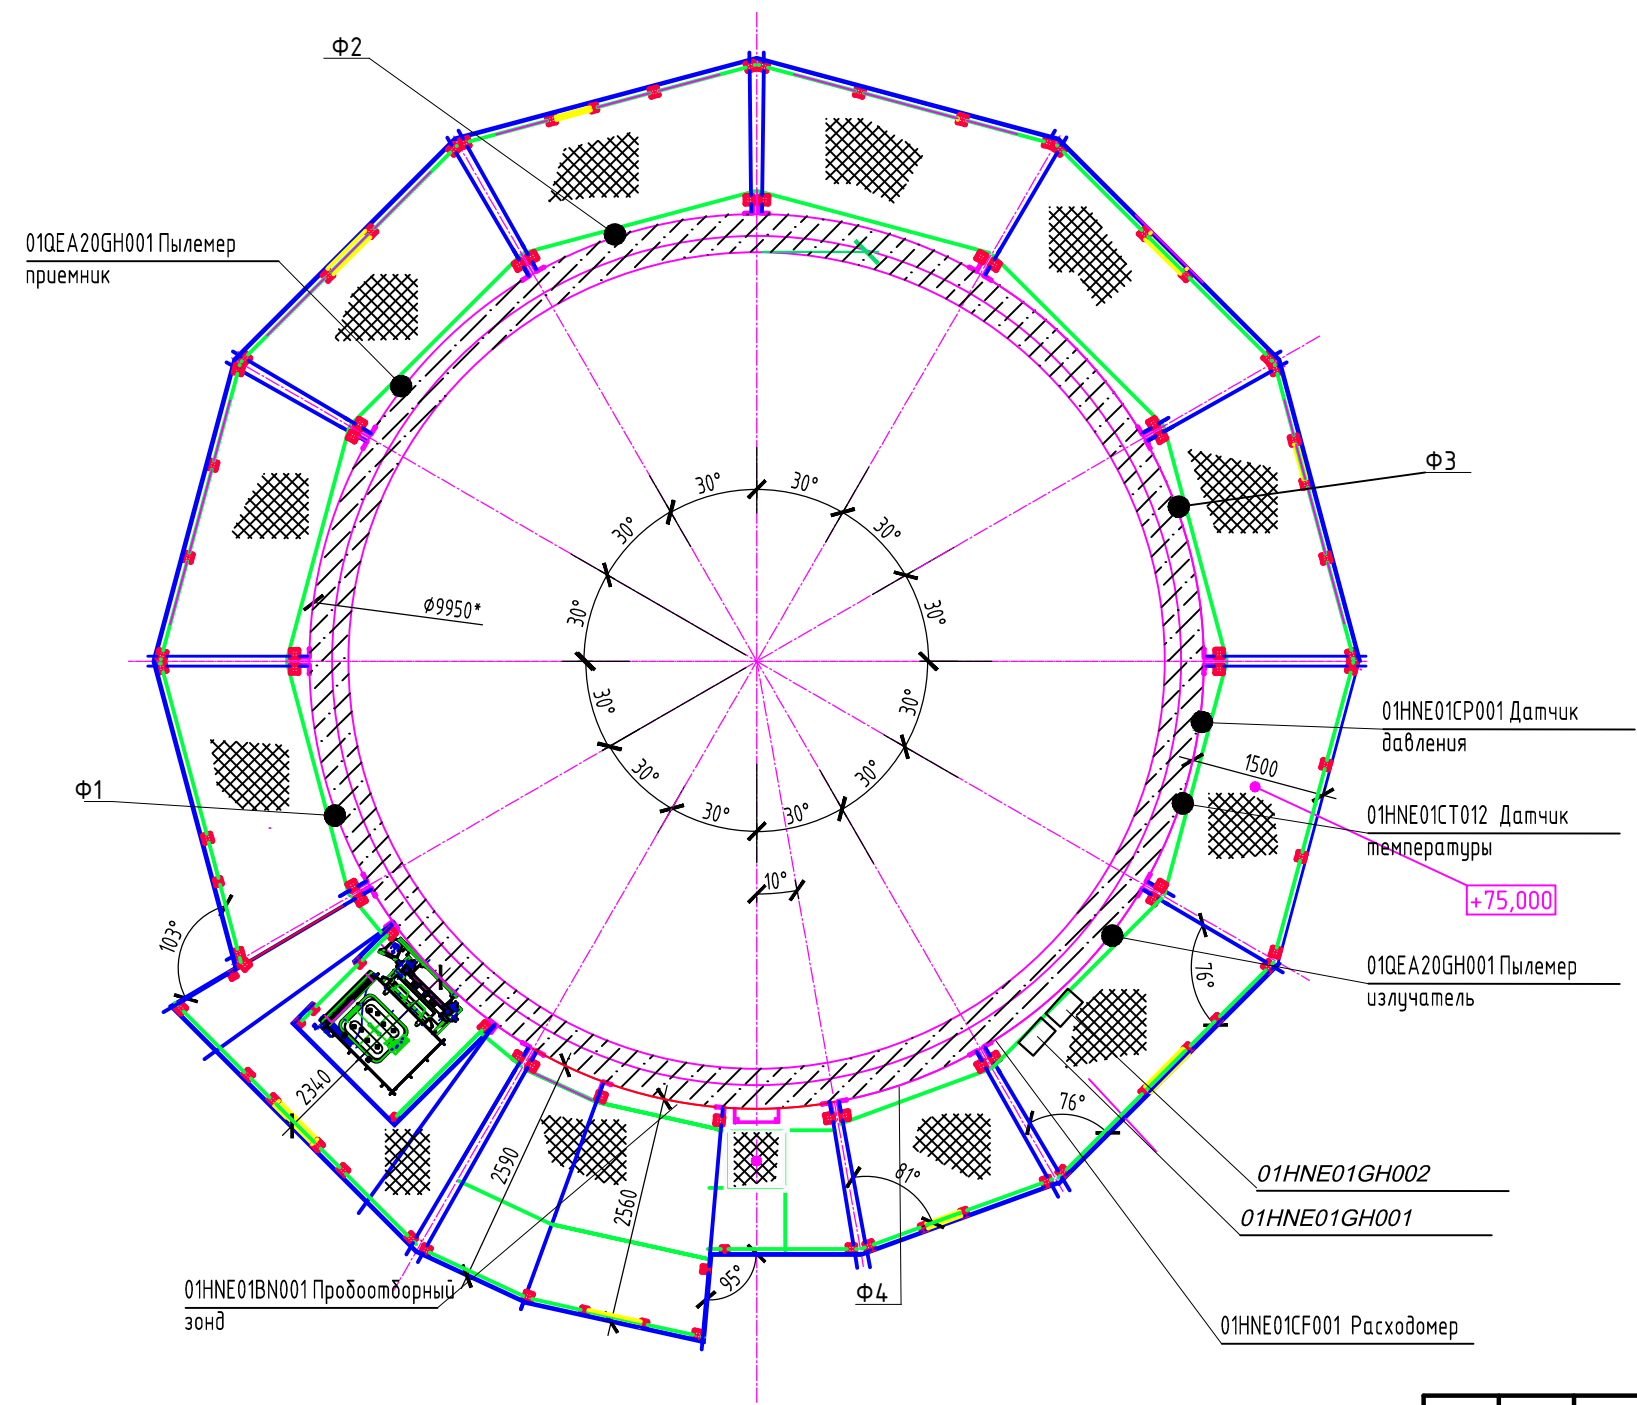 Ф2
01QEA20GH001 Пылемер
приемник
Ф3
30°
30°
30°
30°
30°
30°
30°
30°
30°
30°
30°
30°
10°
Ф9950*
01HNE01CP001 Датчик
давления
1500
01HNE01CT012 Датчик
температуры
+75,000
Ф1
103°
01QEA20GH001 Пылемер
излучатель
76°
76°
81°
95°
2340
2590
2560
01HNE01GH002
01HNE01GH001
01HNE01BN001 Пробоотборный
зонд
Ф4
01HNE01CF001 Расходомер